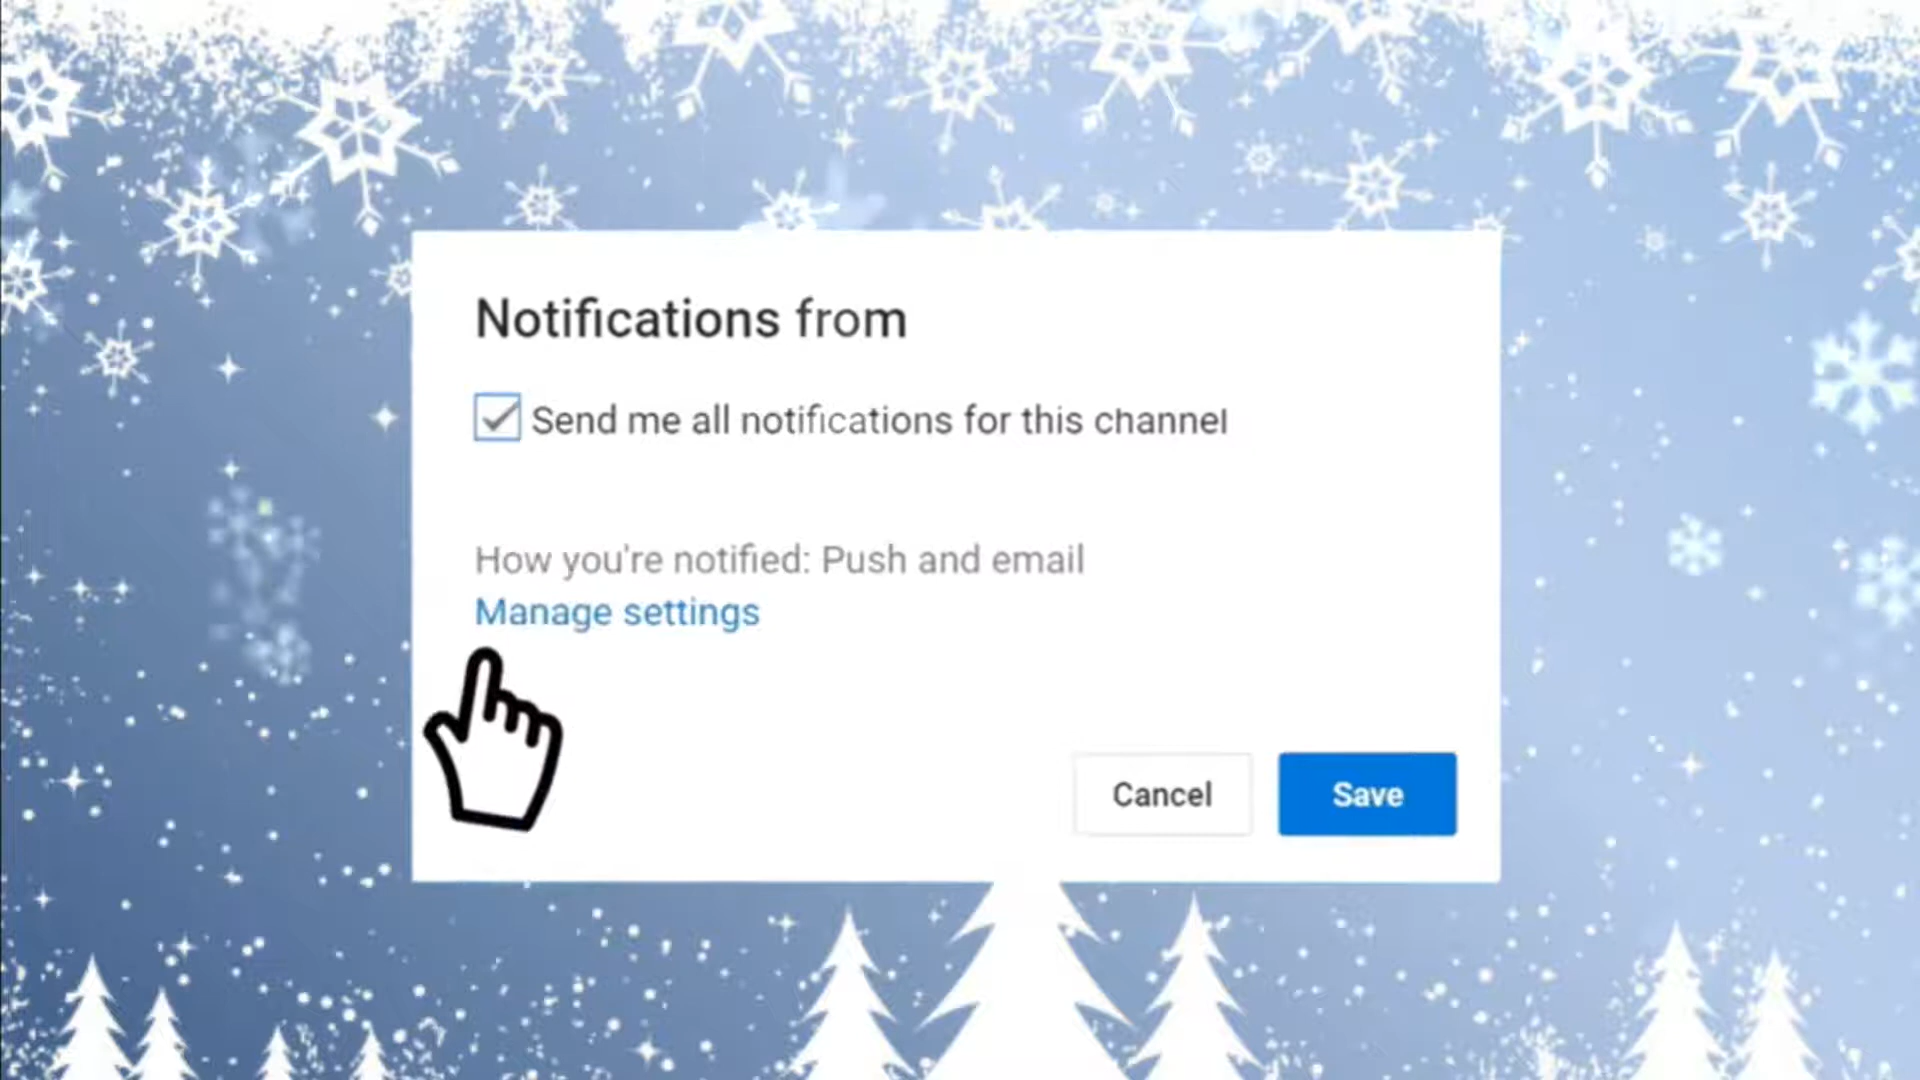 Notifications from
Send me all notifications for this channel
How you're notified: Push and email
Manage settings
Cancel
Save